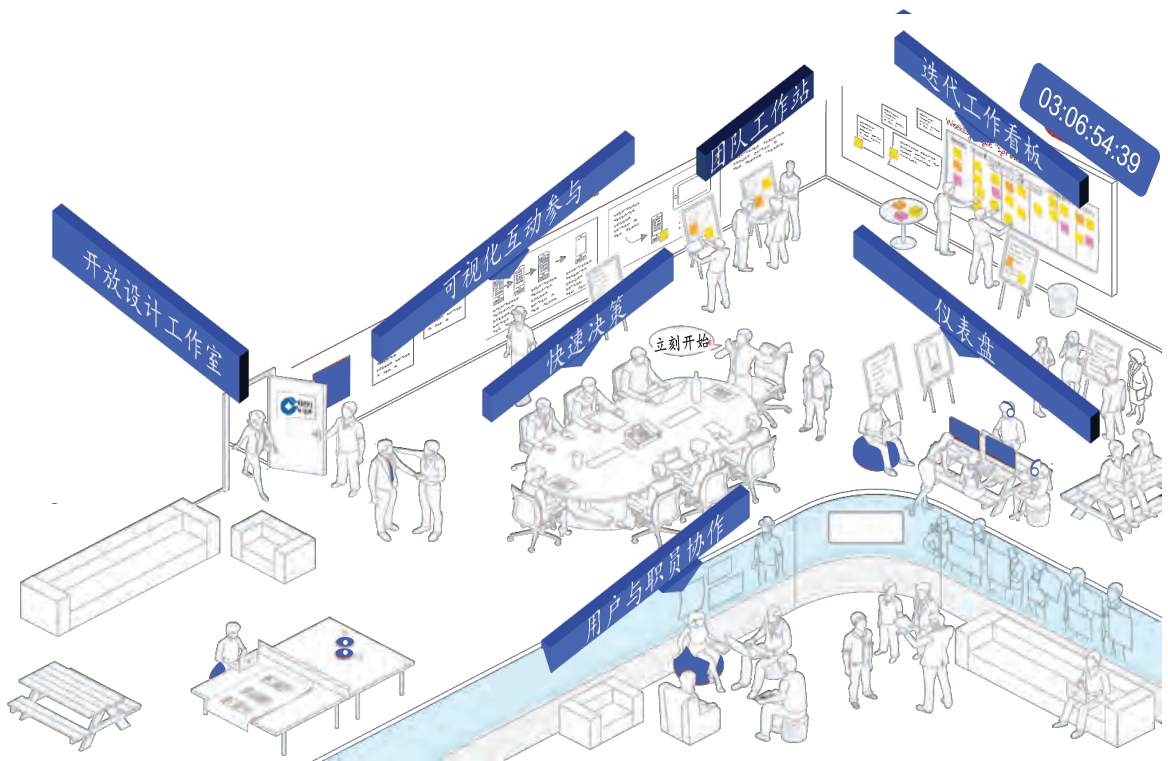 迭代工作看板
03:06:54:39
团队工作站
可视化互动参与
开放设计工作室
快速决策
立刻开始
仪表盘
用户与职员协作